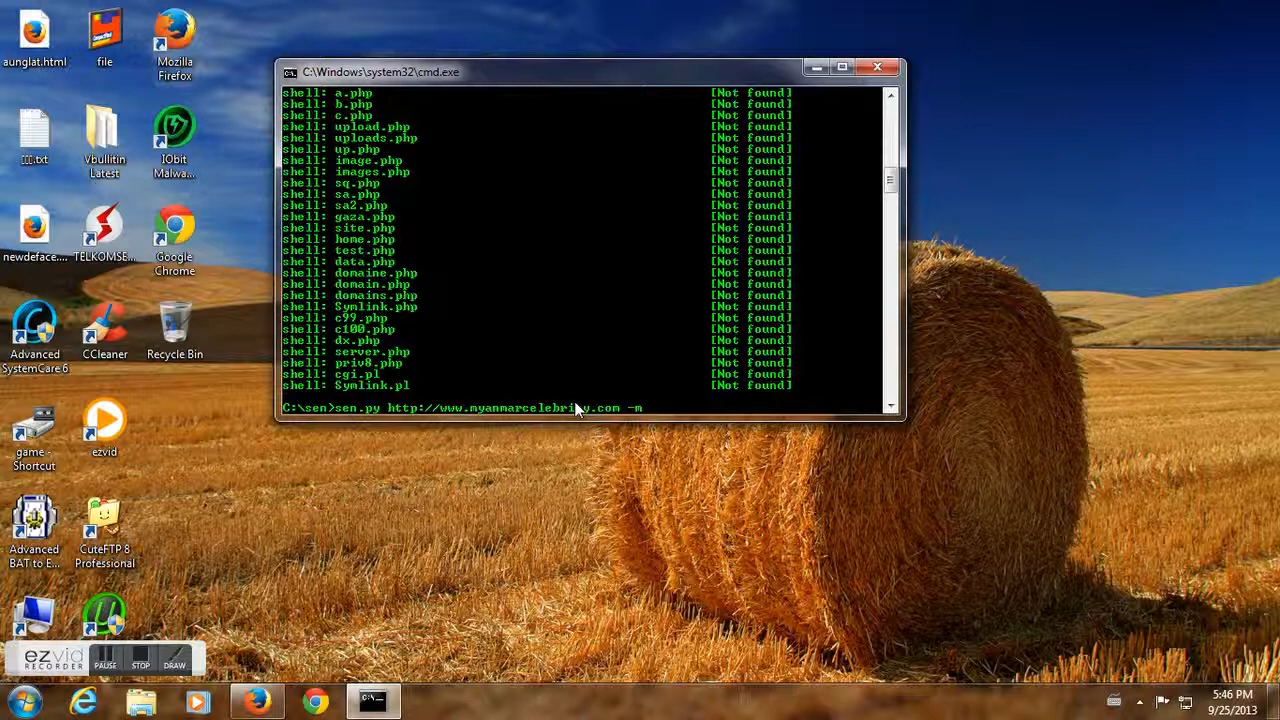 aunglat.html
file
Mozilla
Firefox
.txt
Vbullitin
Latest
IObit
Malwa...
newdeface....
TELKOMSE...
Google
Chrome
Advanced
SystemCare 6
CCleaner
Recycle Bin
game -
Shortcut
ezvid
Advanced
BAT to E...
CuteFTP 8
Professional
C:\Windows\system32\cmd.exe
shell: a.php [Not found]
shell: b.php [Not found]
shell: c.php [Not found]
shell: upload.php [Not found]
shell: uploads.php [Not found]
shell: up.php [Not found]
shell: image.php [Not found]
shell: images.php [Not found]
shell: sq.php [Not found]
shell: sa.php [Not found]
shell: sa2.php [Not found]
shell: gaza.php [Not found]
shell: site.php [Not found]
shell: home.php [Not found]
shell: test.php [Not found]
shell: data.php [Not found]
shell: domaine.php [Not found]
shell: domain.php [Not found]
shell: domains.php [Not found]
shell: Symlink.php [Not found]
shell: c99.php [Not found]
shell: c100.php [Not found]
shell: dx.php [Not found]
shell: server.php [Not found]
shell: priv8.php [Not found]
shell: cgi.pl [Not found]
shell: Symlink.pl [Not found]
C:\sen>sen.py http://www.myanmarcelebrity.com -m
ezvid
RECORDER
PAUSE
STOP
DRAW
5:46 PM
9/25/2013